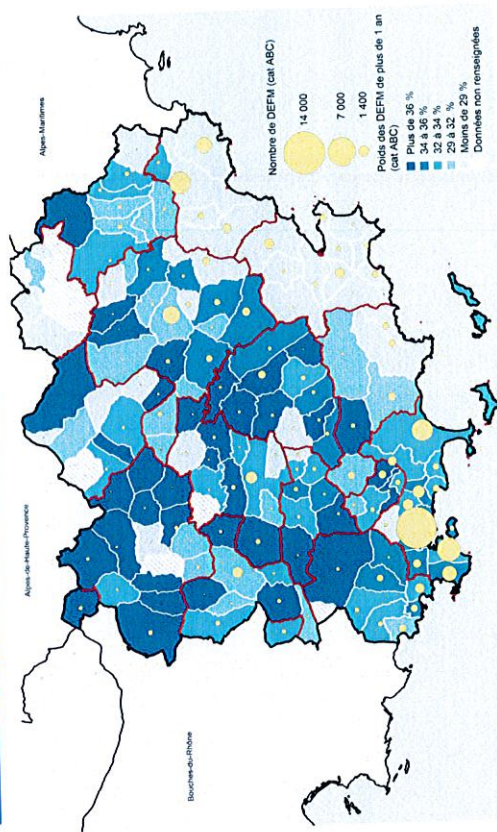 Alpes-de-Haute-Provence
Alpes-Maritimes
Bouches-du-Rhône
Nombre de DEFM (cat ABC)
14 000
7 000
1 400
Poids des DEFM de plus de 1 an
(cat ABC)
Plus de 36 %
34 à 36 %
32 à 34 %
29 à 32 %
Moins de 29 %
Données non renseignées